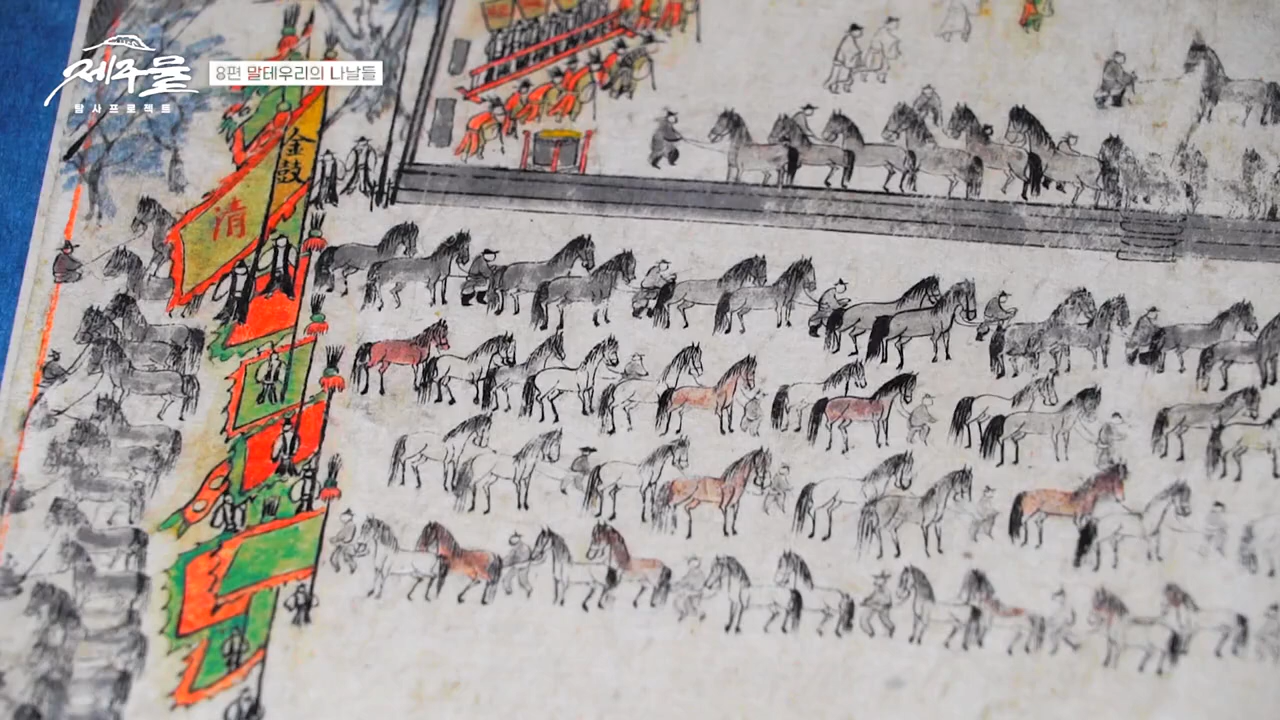 제주물
탐사프로젝트
8편 말테우리의 나날들
金鼓
清